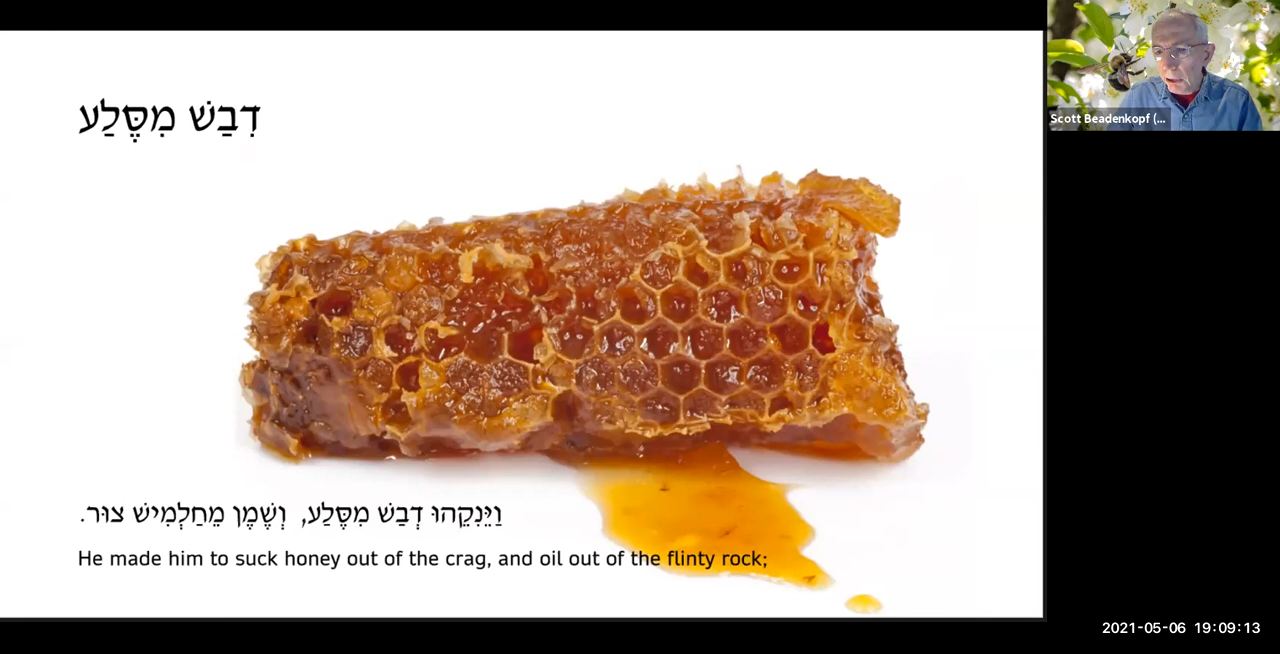 דִבַשׁ מִסֶּלַע
Scott Beadenkopf (...
וַיֵּנִקֵהוּ דְבַשׁ מִסֶּלַע, וְשֶׁמֶן מֵחַלְמִישׁ צוּר.
He made him to suck honey out of the crag, and oil out of the flinty rock;
2021-05-06 19:09:13